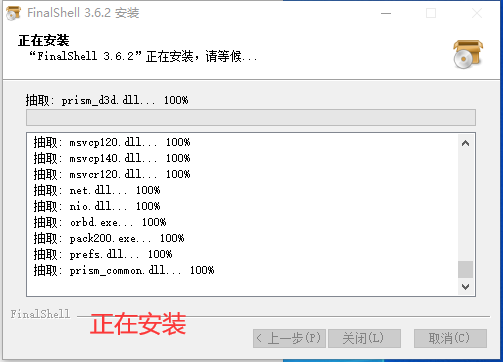 FinalShell 3.6.2 安装
正在安装
“FinalShell 3.6.2”正在安装,请等候...
抽取: prism_d3d.dll... 100%
抽取: msvcp120.dll... 100%
抽取: msvcp140.dll... 100%
抽取: msvcr120.dll... 100%
抽取: net.dll... 100%
抽取: nio.dll... 100%
抽取: orbd.exe... 100%
抽取: pack200.exe... 100%
抽取: prefs.dll... 100%
抽取: prism_common.dll... 100%
FinalShell
正在安装
< 上一步(P) 关闭(L) 取消(C)